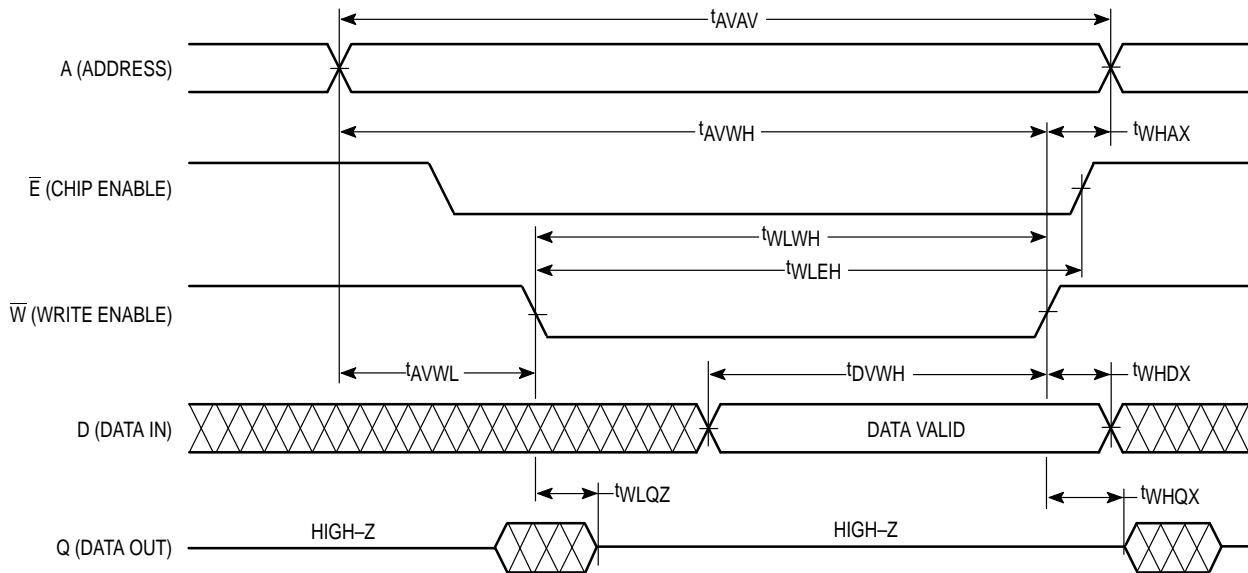 tAVAV
A (ADDRESS)
tAVWH
tWHAX
E (CHIP ENABLE)
tWLWH
tWLEH
W (WRITE ENABLE)
tAVWL
tDVWH
tWHDX
D (DATA IN)
DATA VALID
tWLQZ
tWHQX
HIGH–Z
HIGH–Z
Q (DATA OUT)